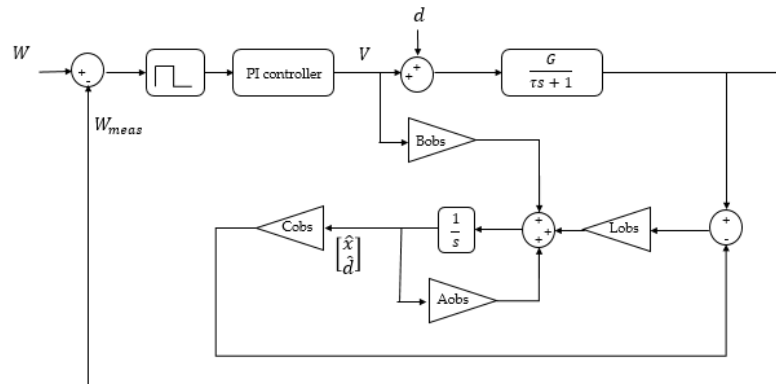 d
W
+
-
PI controller
V
+
+
G
τs + 1
W_meas
Bobs
Cobs
1
s
+
+
+
+
Lobs
+
-
[x̂
d̂]
Aobs